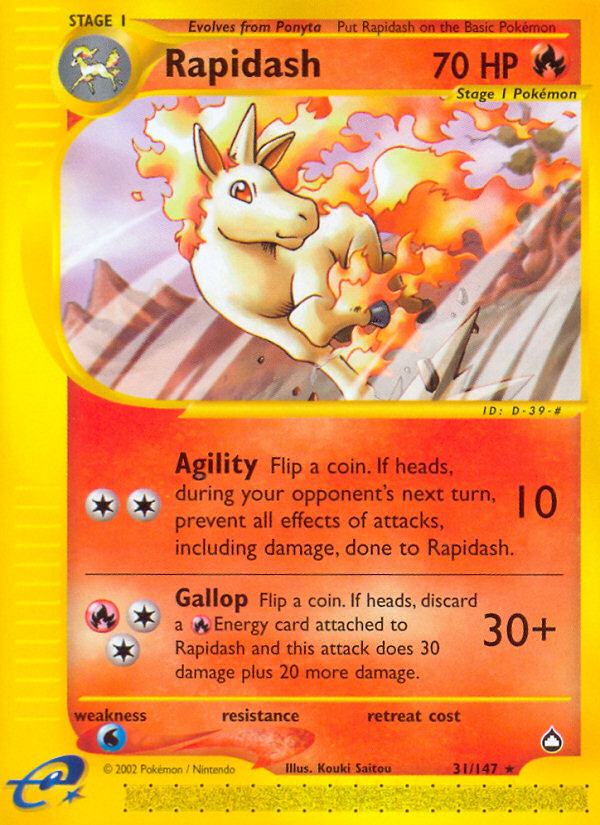 STAGE I
Evolves from Ponyta Put Rapidash on the Basic Pokémon
Rapidash 70 HP
Stage I Pokémon
ID: D-39-#
Agility Flip a coin. If heads,
during your opponent's next turn,
prevent all effects of attacks,
including damage, done to Rapidash.
10
Gallop Flip a coin. If heads, discard
a Energy card attached to
Rapidash and this attack does 30
damage plus 20 more damage.
30+
weakness resistance retreat cost
© 2002 Pokémon / Nintendo Illus. Kouki Saitou 31/147 ★
e